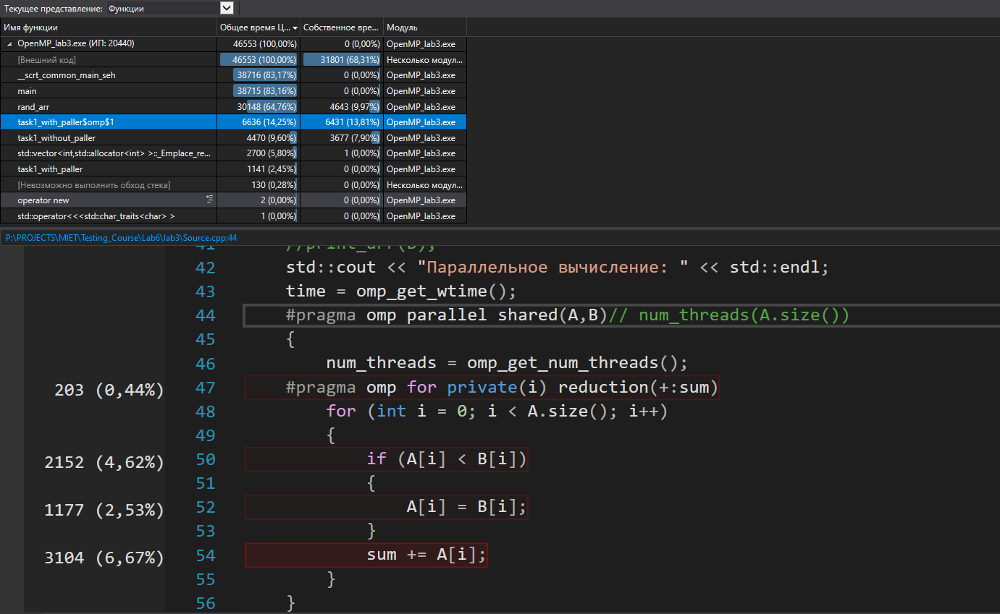 Текущее представление: Функции
Имя функции Общее время Ц... Собственное вре... Модуль
OpenMP_lab3.exe (ИП: 20440) 46553 (100,00%) 0 (0,00%) OpenMP_lab3.exe
[Внешний код] 46553 (100,00%) 31801 (68,31%) Несколько модул...
__scrt_common_main_seh 38716 (83,17%) 0 (0,00%) OpenMP_lab3.exe
main 38715 (83,16%) 0 (0,00%) OpenMP_lab3.exe
rand_arr 30148 (64,76%) 4643 (9,97%) OpenMP_lab3.exe
task1_with_paller$omp$1 6636 (14,25%) 6431 (13,81%) OpenMP_lab3.exe
task1_without_paller 4470 (9,60%) 3677 (7,90%) OpenMP_lab3.exe
std::vector<int,std::allocator<int> >::_Emplace_re... 2700 (5,80%) 1 (0,00%) OpenMP_lab3.exe
task1_with_paller 1141 (2,45%) 0 (0,00%) OpenMP_lab3.exe
[Невозможно выполнить обход стека] 130 (0,28%) 0 (0,00%) Несколько модул...
operator new 2 (0,00%) 0 (0,00%) OpenMP_lab3.exe
std::operator<<<std::char_traits<char> > 1 (0,00%) 0 (0,00%) OpenMP_lab3.exe
P:\PROJECTS\MIET\Testing_Course\Lab6\lab3\Source.cpp:44
41 //print_arr(B);
42 std::cout << "Параллельное вычисление: " << std::endl;
43 time = omp_get_wtime();
44 #pragma omp parallel shared(A,B)// num_threads(A.size())
45 {
46 num_threads = omp_get_num_threads();
203 (0,44%) 47 #pragma omp for private(i) reduction(+:sum)
48 for (int i = 0; i < A.size(); i++)
49 {
2152 (4,62%) 50 if (A[i] < B[i])
51 {
1177 (2,53%) 52 A[i] = B[i];
53 }
3104 (6,67%) 54 sum += A[i];
55 }
56 }